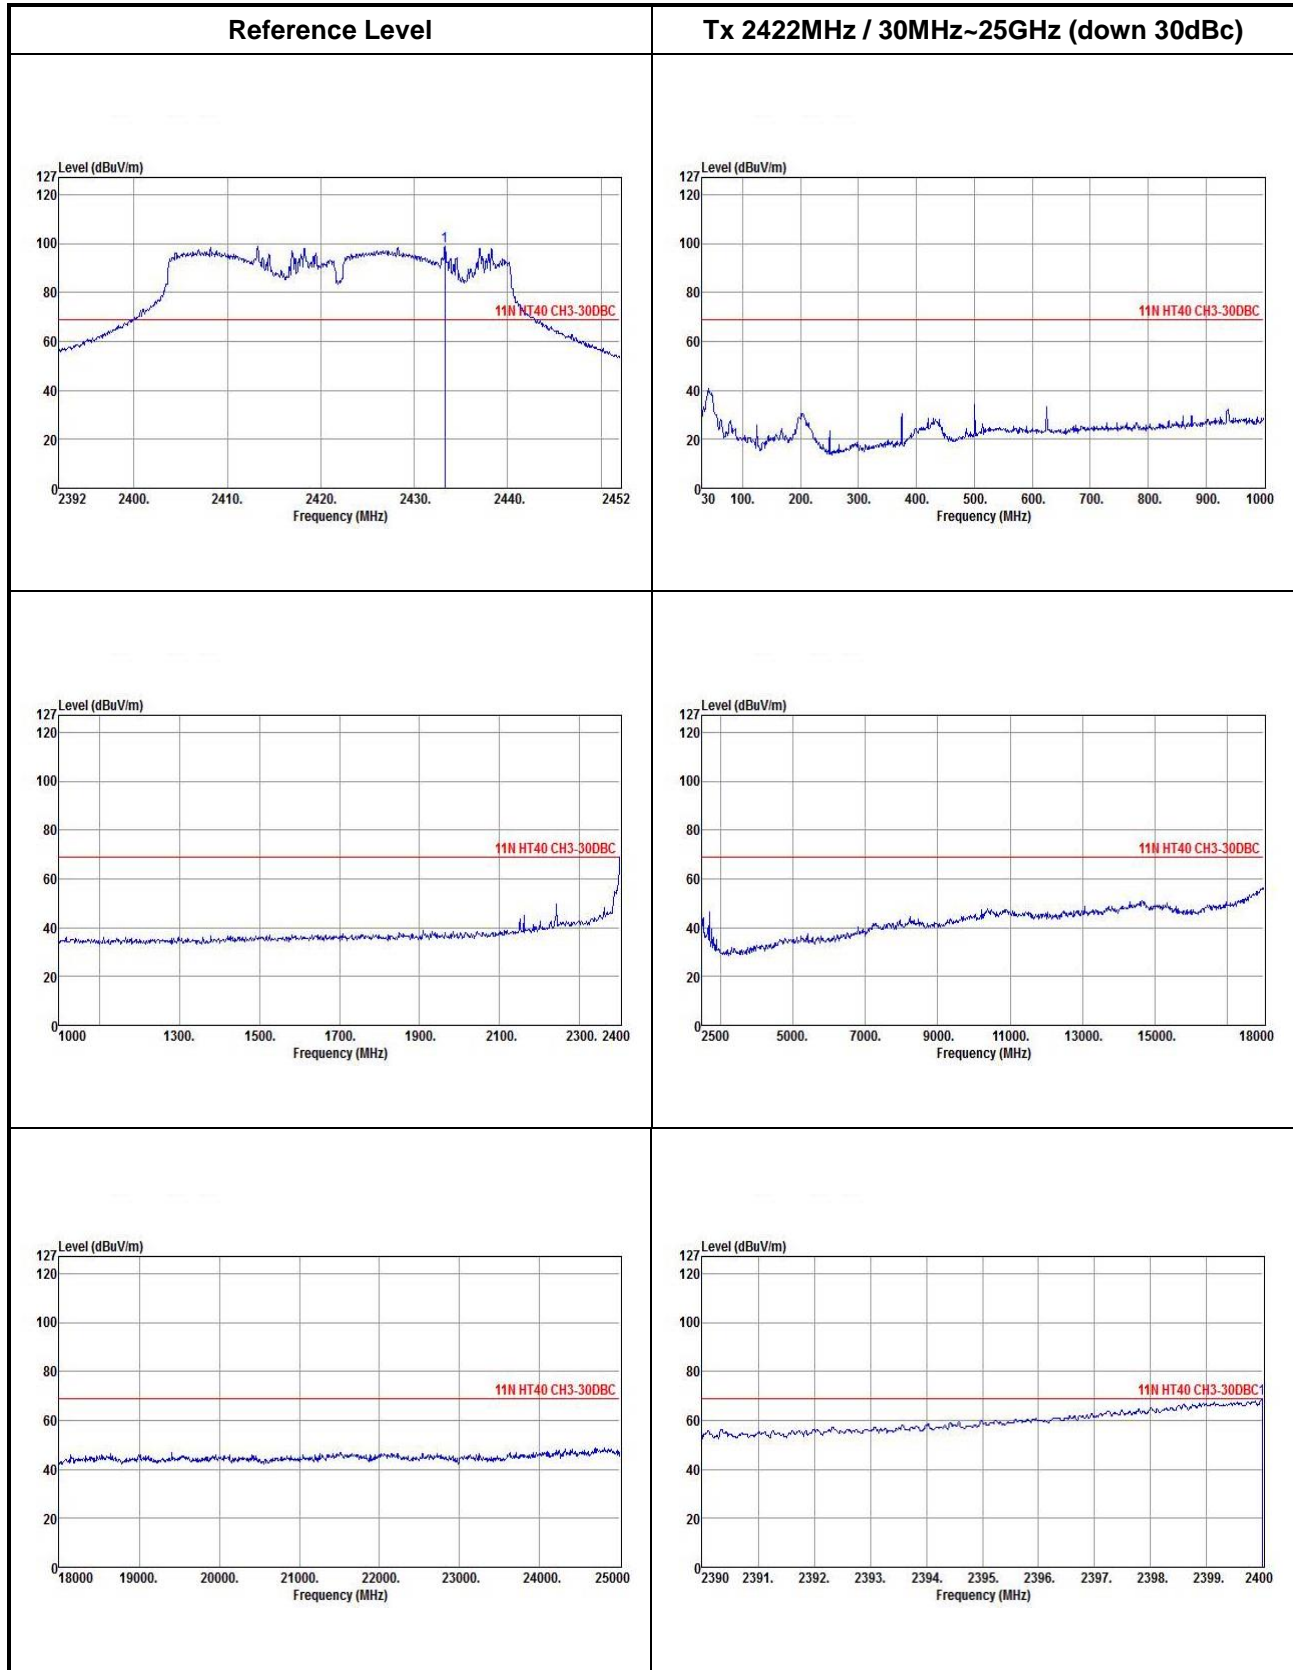 Reference Level
Tx 2422MHz / 30MHz~25GHz (down 30dBc)
Level (dBuV/m)
127
120
100
80
60
40
20
0
11N HT40 CH3-30DBC
1
2392 2400. 2410. 2420. 2430. 2440. 2452
Frequency (MHz)
Level (dBuV/m)
127
120
100
80
60
40
20
0
11N HT40 CH3-30DBC
30 100. 200. 300. 400. 500. 600. 700. 800. 900. 1000
Frequency (MHz)
Level (dBuV/m)
127
120
100
80
60
40
20
0
11N HT40 CH3-30DBC
1000 1300. 1500. 1700. 1900. 2100. 2300. 2400
Frequency (MHz)
Level (dBuV/m)
127
120
100
80
60
40
20
0
11N HT40 CH3-30DBC
2500 5000. 7000. 9000. 11000. 13000. 15000. 18000
Frequency (MHz)
Level (dBuV/m)
127
120
100
80
60
40
20
0
11N HT40 CH3-30DBC
18000 19000. 20000. 21000. 22000. 23000. 24000. 25000
Frequency (MHz)
Level (dBuV/m)
127
120
100
80
60
40
20
0
11N HT40 CH3-30DBC
1
2390 2391. 2392. 2393. 2394. 2395. 2396. 2397. 2398. 2399. 2400
Frequency (MHz)